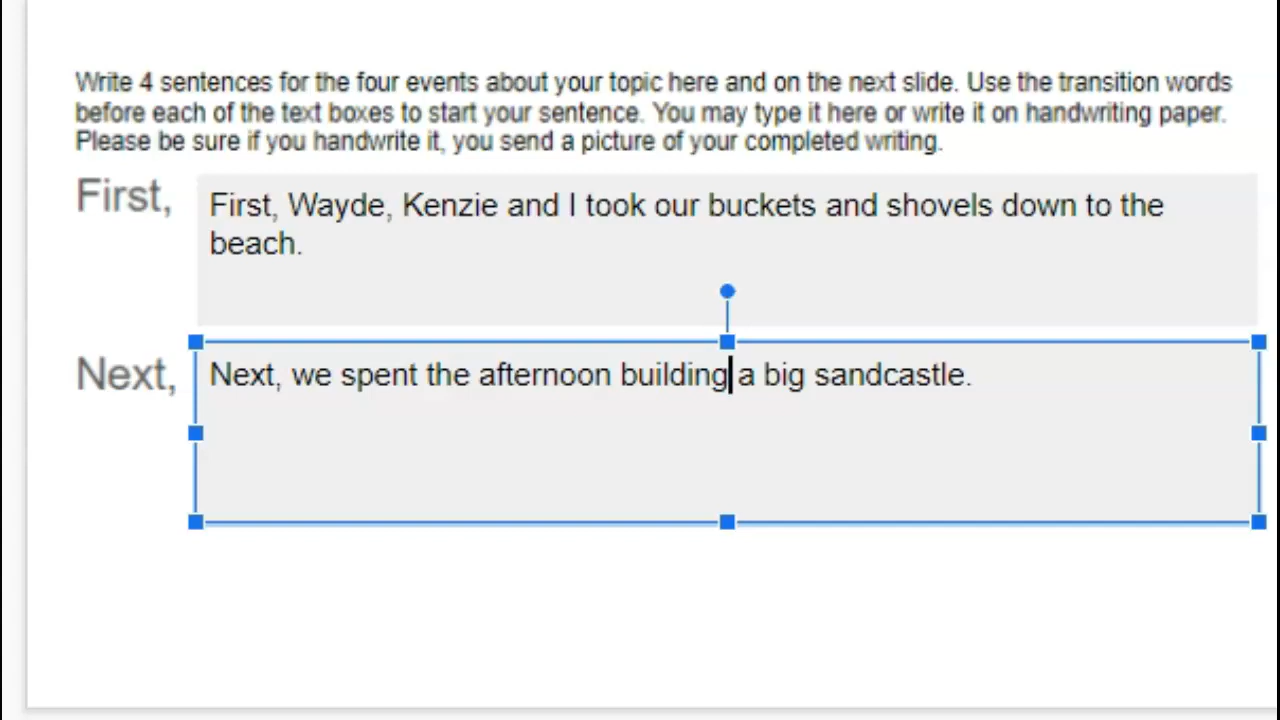 Write 4 sentences for the four events about your topic here and on the next slide. Use the transition words
before each of the text boxes to start your sentence. You may type it here or write it on handwriting paper.
Please be sure if you handwrite it, you send a picture of your completed writing.
First,
First, Wayde, Kenzie and I took our buckets and shovels down to the
beach.
Next,
Next, we spent the afternoon building a big sandcastle.